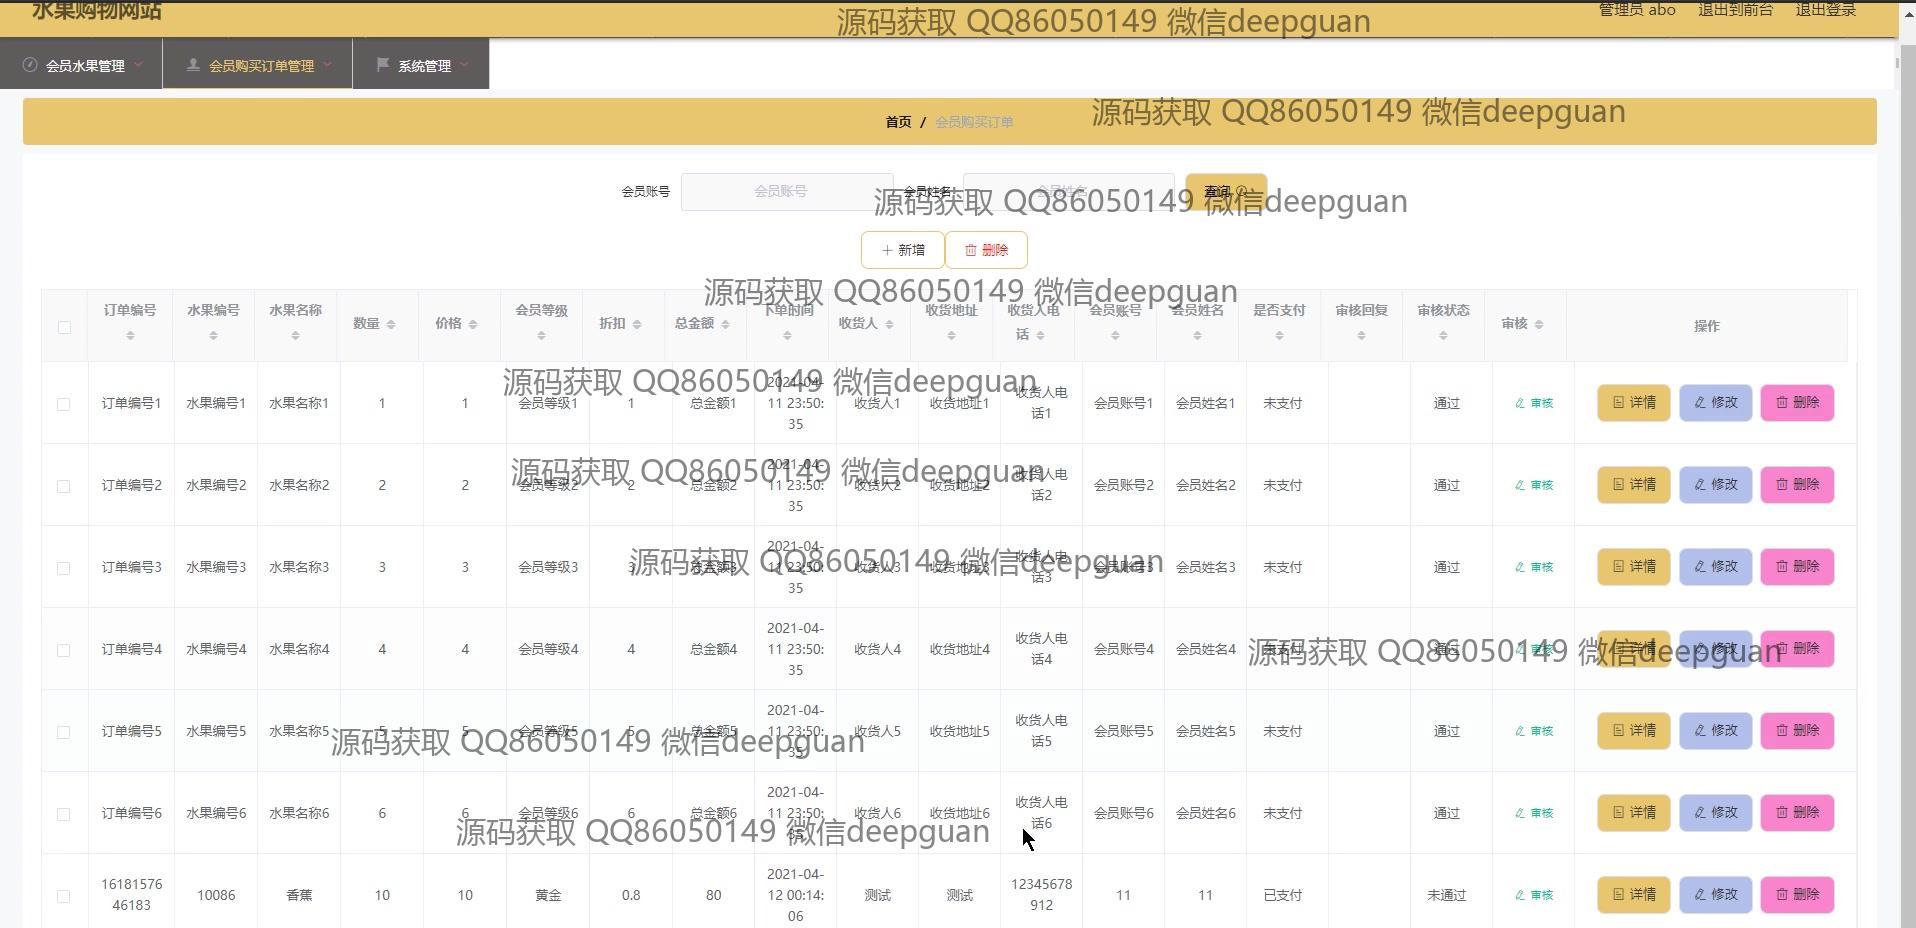 水果购物网站
管理员 abo 退出到前台 退出登录
源码获取 QQ86050149 微信deepguan
会员水果管理 会员购买订单管理 系统管理
首页 / 会员购买订单
源码获取 QQ86050149 微信deepguan
会员账号 会员账号 会员姓名 会员姓名 查询
源码获取 QQ86050149 微信deepguan
新增 删除
源码获取 QQ86050149 微信deepguan
订单编号 水果编号 水果名称 数量 价格 会员等级 折扣 总金额 下单时间 收货人 收货地址 收货人电话 会员账号 会员姓名 是否支付 审核回复 审核状态 审核 操作
源码获取 QQ86050149 微信deepguan
订单编号1 水果编号1 水果名称1 1 1 会员等级1 1 总金额1 2021-04-11 23:50:35 收货人1 收货地址1 收货人电话1 会员账号1 会员姓名1 未支付 通过 审核 详情 修改 删除
源码获取 QQ86050149 微信deepguan
订单编号2 水果编号2 水果名称2 2 2 会员等级2 2 总金额2 2021-04-11 23:50:35 收货人2 收货地址2 收货人电话2 会员账号2 会员姓名2 未支付 通过 审核 详情 修改 删除
源码获取 QQ86050149 微信deepguan
订单编号3 水果编号3 水果名称3 3 3 会员等级3 3 总金额3 2021-04-11 23:50:35 收货人3 收货地址3 收货人电话3 会员账号3 会员姓名3 未支付 通过 审核 详情 修改 删除
源码获取 QQ86050149 微信deepguan
订单编号4 水果编号4 水果名称4 4 4 会员等级4 4 总金额4 2021-04-11 23:50:35 收货人4 收货地址4 收货人电话4 会员账号4 会员姓名4 未支付 通过 审核 详情 修改 删除
源码获取 QQ86050149 微信deepguan
订单编号5 水果编号5 水果名称5 5 5 会员等级5 5 总金额5 2021-04-11 23:50:35 收货人5 收货地址5 收货人电话5 会员账号5 会员姓名5 未支付 通过 审核 详情 修改 删除
源码获取 QQ86050149 微信deepguan
订单编号6 水果编号6 水果名称6 6 6 会员等级6 6 总金额6 2021-04-11 23:50:35 收货人6 收货地址6 收货人电话6 会员账号6 会员姓名6 未支付 通过 审核 详情 修改 删除
1618157646183 10086 香蕉 10 10 黄金 0.8 80 2021-04-12 00:14:06 测试 测试 12345678912 11 11 已支付 未通过 审核 详情 修改 删除